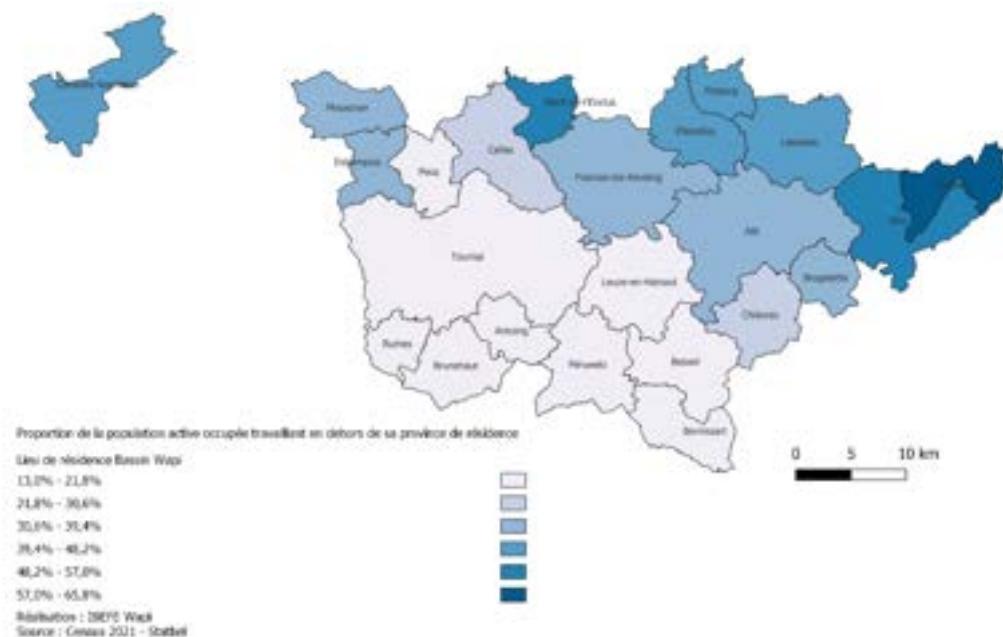 Mouscron
Pecq
Celles
Mont-de-l'Enclus
Frasnes-lez-Anvaing
Flobecq
Ellezelles
Lessines
Ath
Tournai
Leuze-en-Hainaut
Brugelette
Chièvres
Rumes
Antoing
Brunehaut
Péruwelz
Beloeil
Bernissart
Proportion de la population active occupée travaillant en dehors de sa province de résidence
Lieu de résidence Bassin Wapi
13,0% - 21,8%
21,8% - 30,6%
30,6% - 39,4%
39,4% - 48,2%
48,2% - 57,0%
57,0% - 65,8%
0 5 10 km
Réalisation : IBEFE Wapi
Source : Census 2021 - Statbel